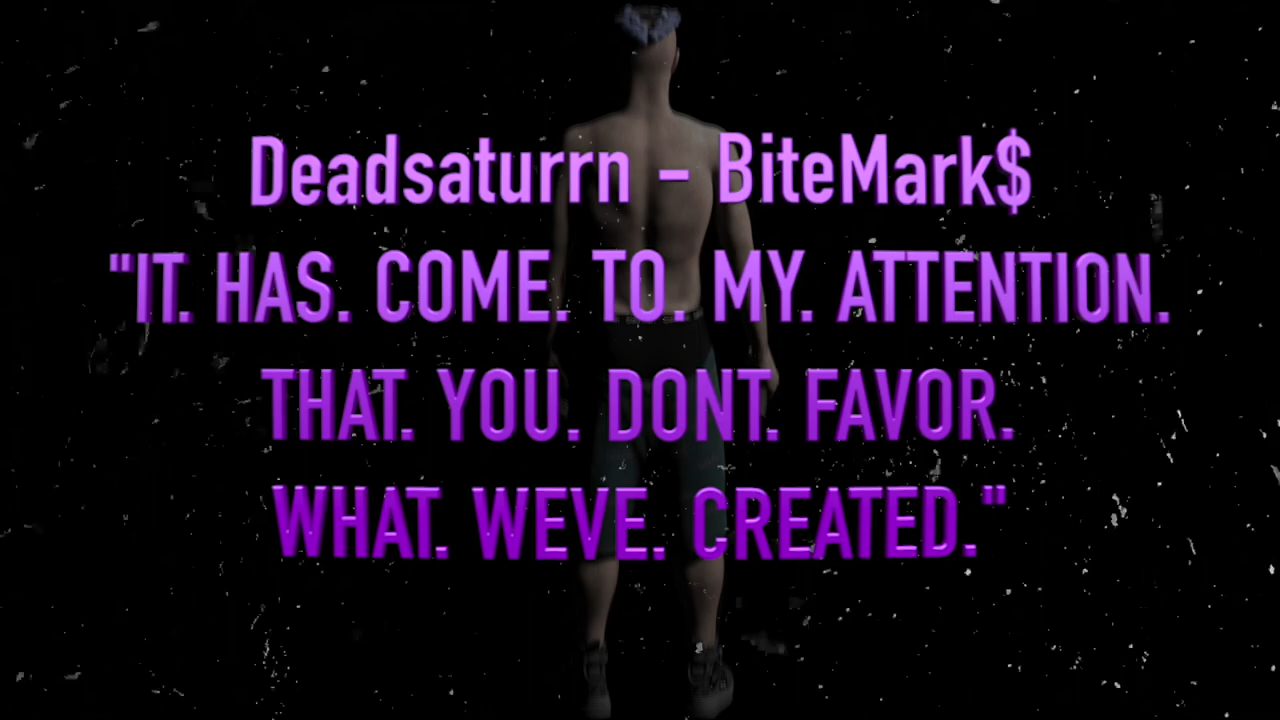 Deadsaturrn - BiteMark$
"IT. HAS. COME. TO. MY. ATTENTION.
THAT. YOU. DONT. FAVOR.
WHAT. WEVE. CREATED."